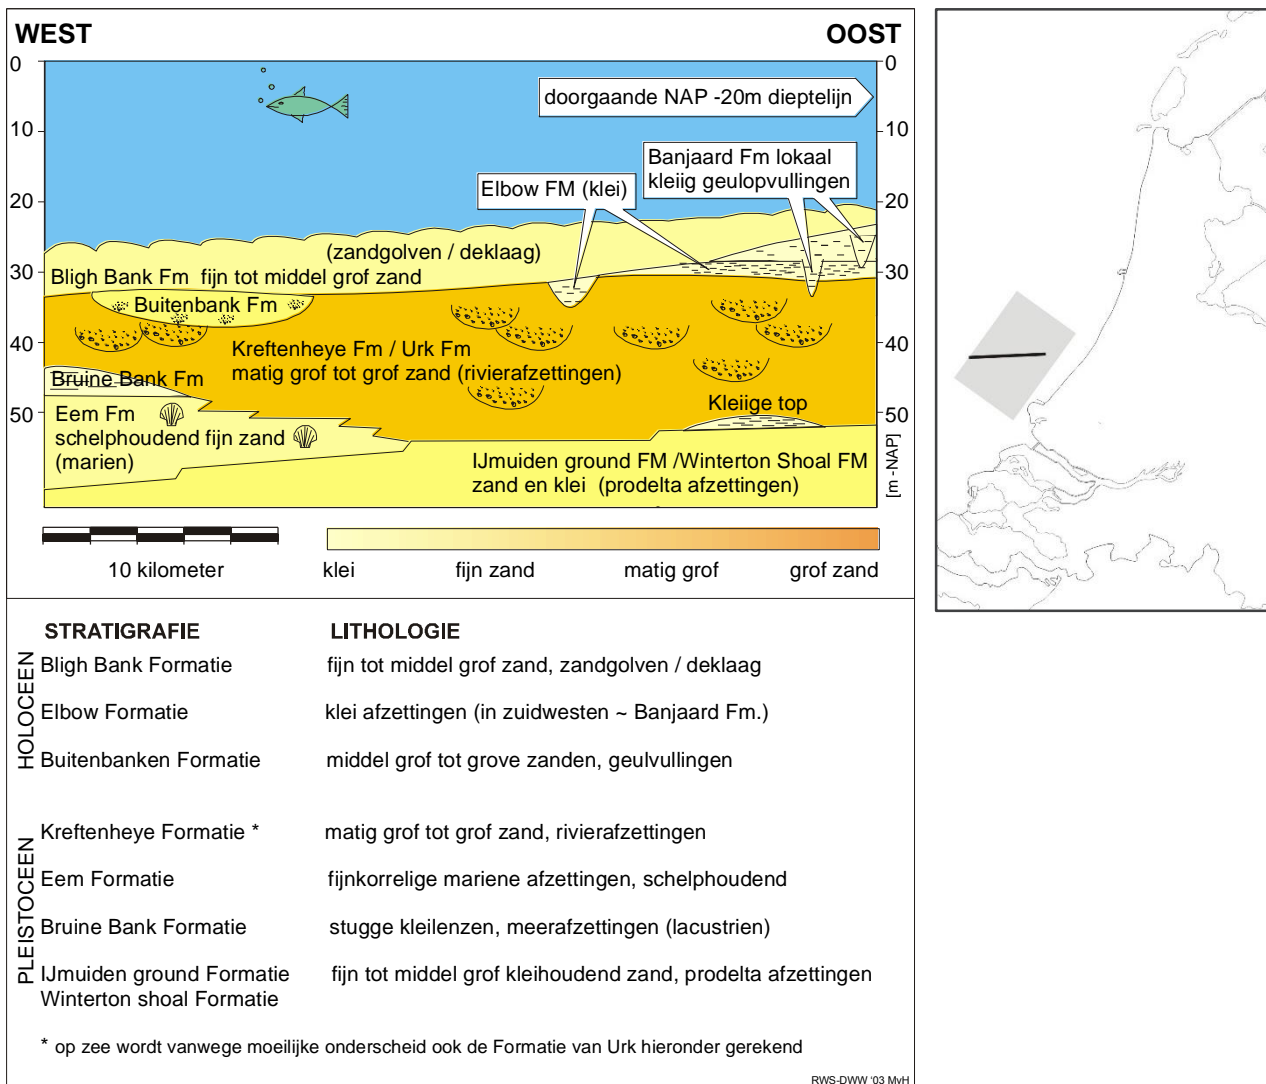 WEST
OOST
0
0
doorgaande NAP -20m dieptelijn
10
10
Banjaard Fm lokaal
kleiig geulopvullingen
Elbow FM (klei)
20
20
(zandgolven / deklaag)
30
30
Bligh Bank Fm fijn tot middel grof zand
Buitenbank Fm
40
40
Kreftenheye Fm / Urk Fm
matig grof tot grof zand (rivierafzettingen)
Bruine Bank Fm
Kleiige top
50
50
Eem Fm
schelphoudend fijn zand
(marien)
IJmuiden ground FM /Winterton Shoal FM
zand en klei (prodelta afzettingen)
[m -NAP]
10 kilometer
klei fijn zand matig grof grof zand
STRATIGRAFIE LITHOLOGIE
HOLOCEEN
Bligh Bank Formatie fijn tot middel grof zand, zandgolven / deklaag
Elbow Formatie klei afzettingen (in zuidwesten ~ Banjaard Fm.)
Buitenbanken Formatie middel grof tot grove zanden, geulvullingen
PLEISTOCEEN
Kreftenheye Formatie * matig grof tot grof zand, rivierafzettingen
Eem Formatie fijnkorrelige mariene afzettingen, schelphoudend
Bruine Bank Formatie stugge kleilenzen, meerafzettingen (lacustrien)
IJmuiden ground Formatie fijn tot middel grof kleihoudend zand, prodelta afzettingen
Winterton shoal Formatie
* op zee wordt vanwege moeilijke onderscheid ook de Formatie van Urk hieronder gerekend
RWS-DWW '03 MvH